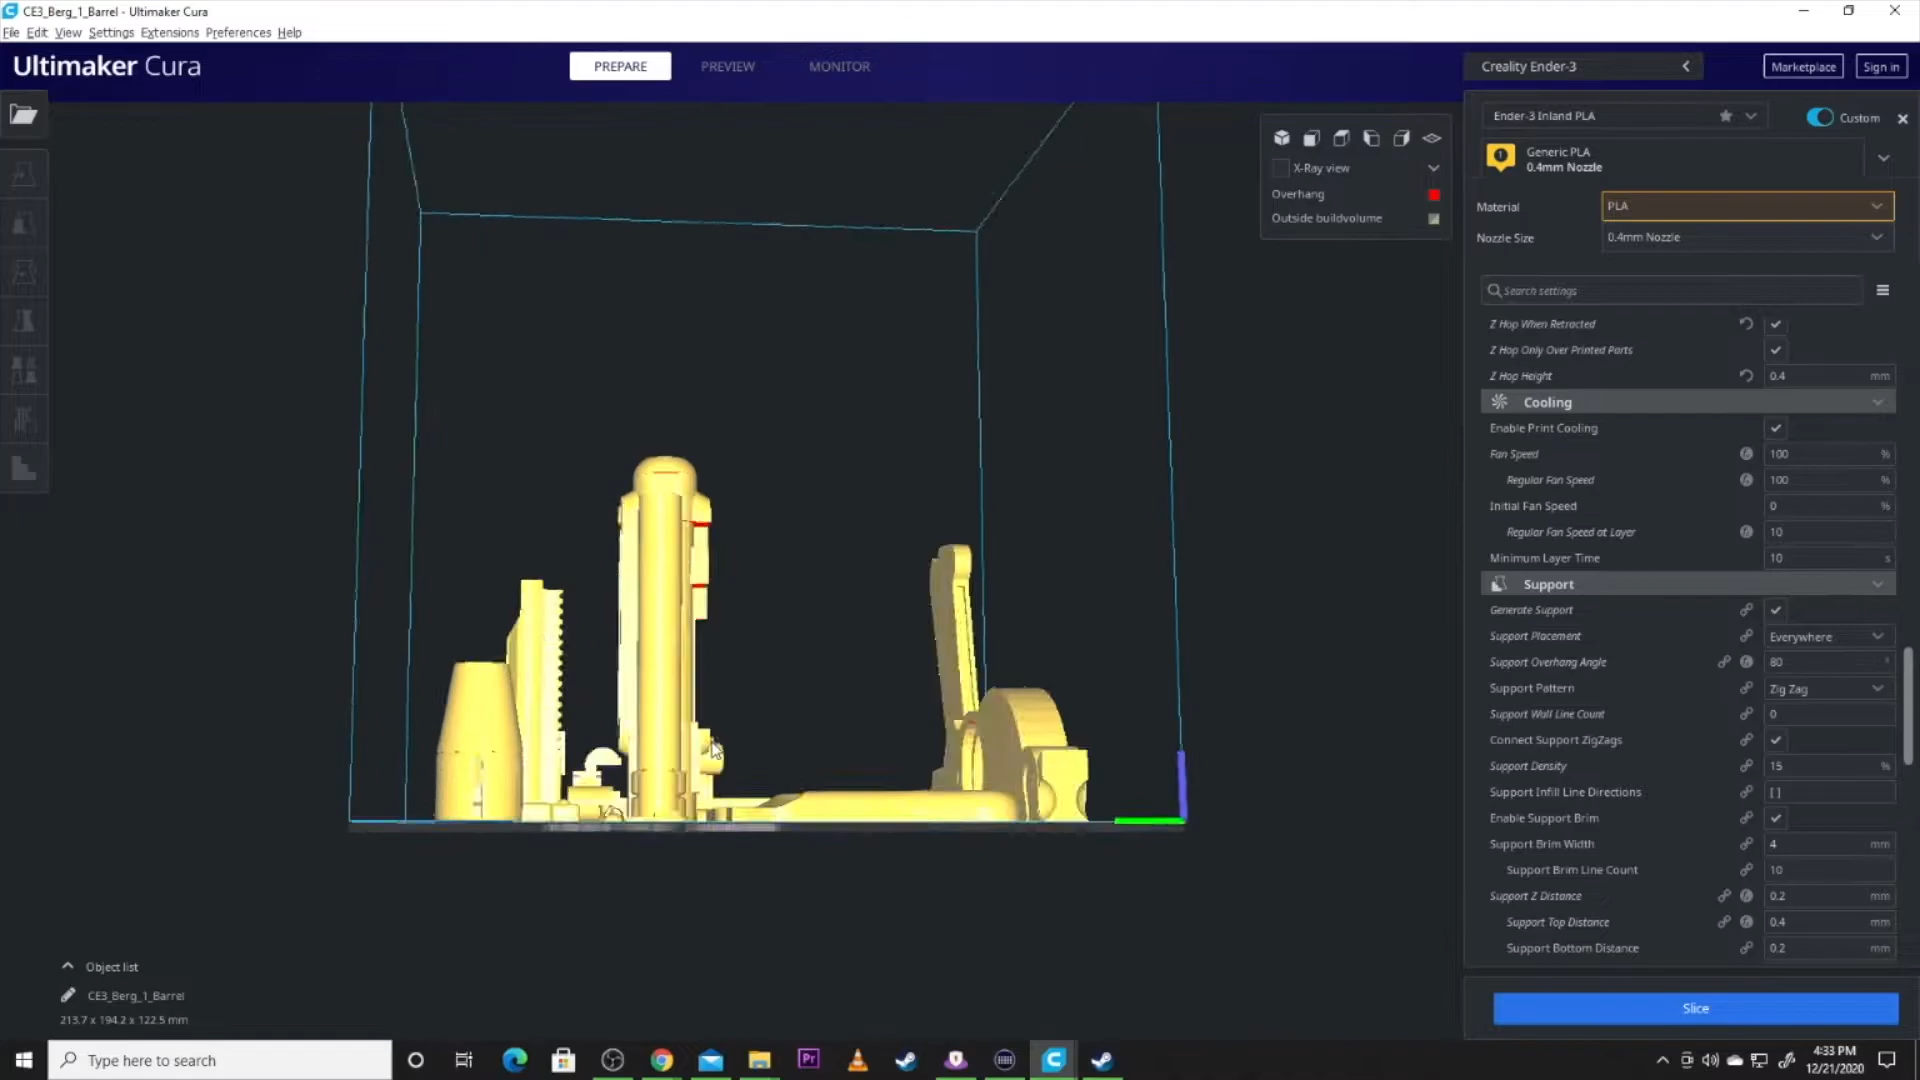 CE3_Berg_1_Barrel - Ultimaker Cura
File Edit View Settings Extensions Preferences Help
Ultimaker Cura
PREPARE
PREVIEW
MONITOR
Creality Ender-3
Marketplace
Sign in
Ender-3 Inland PLA
Custom
1
Generic PLA
0.4mm Nozzle
Material
PLA
Nozzle Size
0.4mm Nozzle
X-Ray view
Overhang
Outside buildvolume
Search settings
Z Hop When Retracted
Z Hop Only Over Printed Parts
Z Hop Height 0.4 mm
Cooling
Enable Print Cooling
Fan Speed 100 %
Regular Fan Speed 100 %
Initial Fan Speed 0 %
Regular Fan Speed at Layer 10
Minimum Layer Time 10 s
Support
Generate Support
Support Placement Everywhere
Support Overhang Angle 80 °
Support Pattern Zig Zag
Support Wall Line Count 0
Connect Support ZigZags
Support Density 15 %
Support Infill Line Directions [ ]
Enable Support Brim
Support Brim Width 4 mm
Support Brim Line Count 10
Support Z Distance 0.2 mm
Support Top Distance 0.4 mm
Support Bottom Distance 0.2 mm
Object list
CE3_Berg_1_Barrel
213.7 x 194.2 x 122.5 mm
Slice
Type here to search
Pr
4:33 PM
12/21/2020